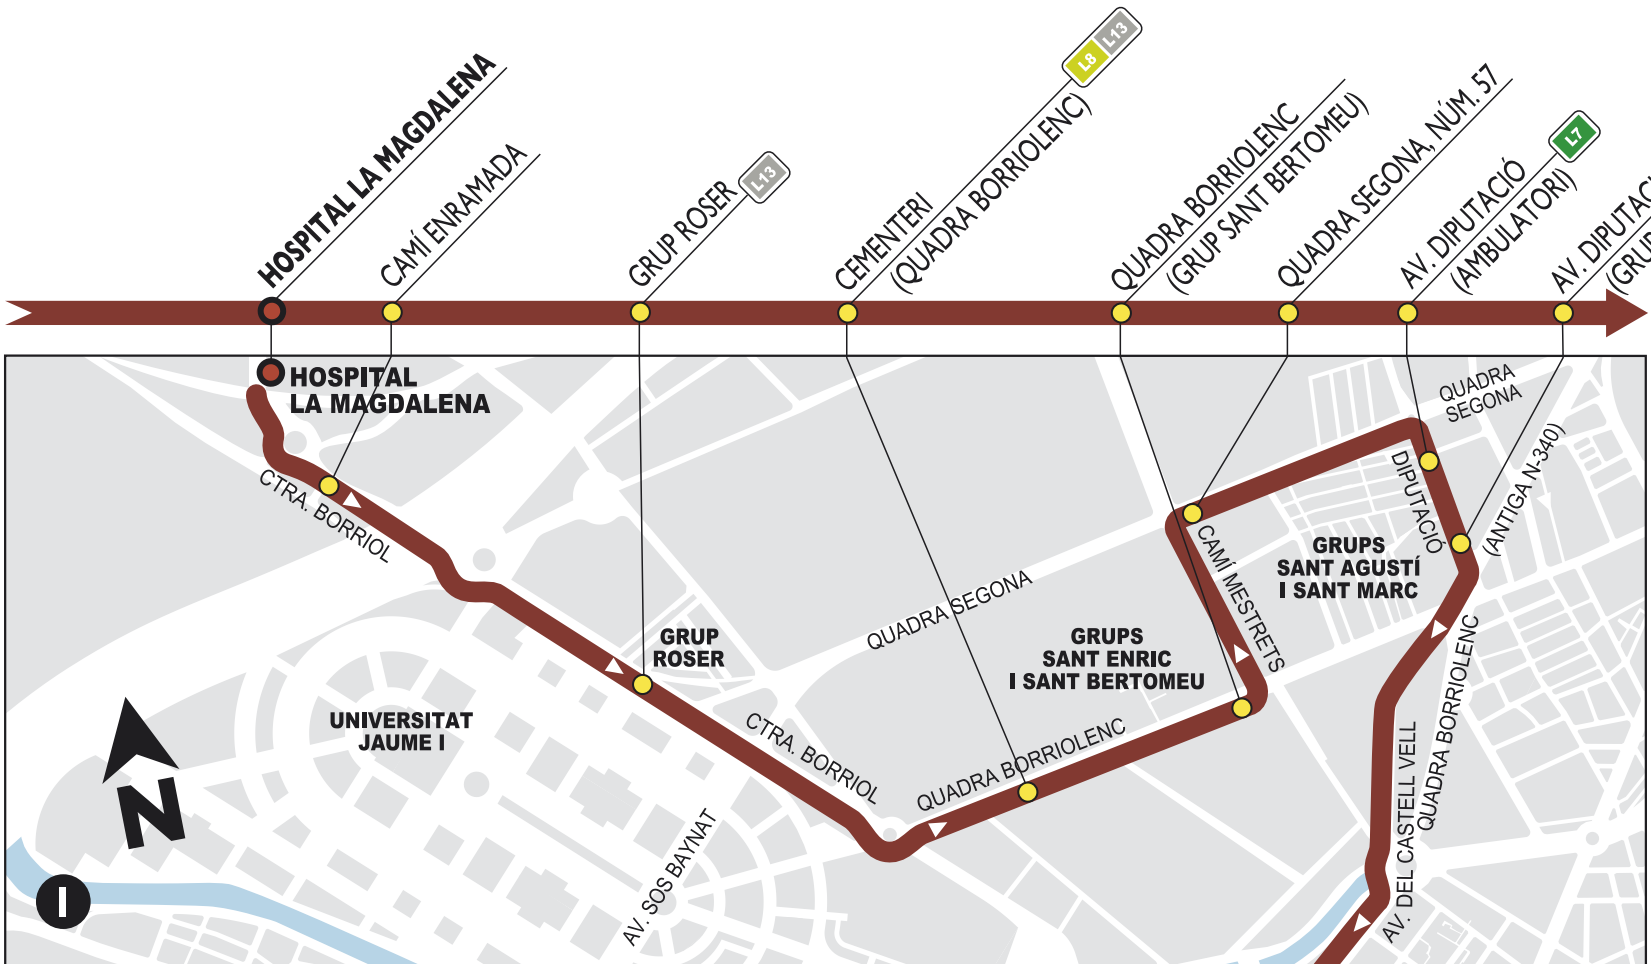 HOSPITAL LA MAGDALENA
CAMÍ ENRAMADA
GRUP ROSER
L13
CEMENTERI
(QUADRA BORRIOLENC)
L8 L13
QUADRA BORRIOLENC
(GRUP SANT BERTOMEU)
QUADRA SEGONA, NÚM. 57
AV. DIPUTACIÓ
(AMBULATORI)
L7
AV. DIPUTAC
(GRUP
HOSPITAL
LA MAGDALENA
CTRA. BORRIOL
QUADRA
SEGONA
DIPUTACIÓ
(ANTIGA N-340)
GRUPS
SANT AGUSTÍ
I SANT MARC
CAMÍ MESTRETS
QUADRA SEGONA
GRUP
ROSER
GRUPS
SANT ENRIC
I SANT BERTOMEU
UNIVERSITAT
JAUME I
CTRA. BORRIOL
QUADRA BORRIOLENC
QUADRA BORRIOLENC
AV. DEL CASTELL VELL
AV. SOS BAYNAT
N
I